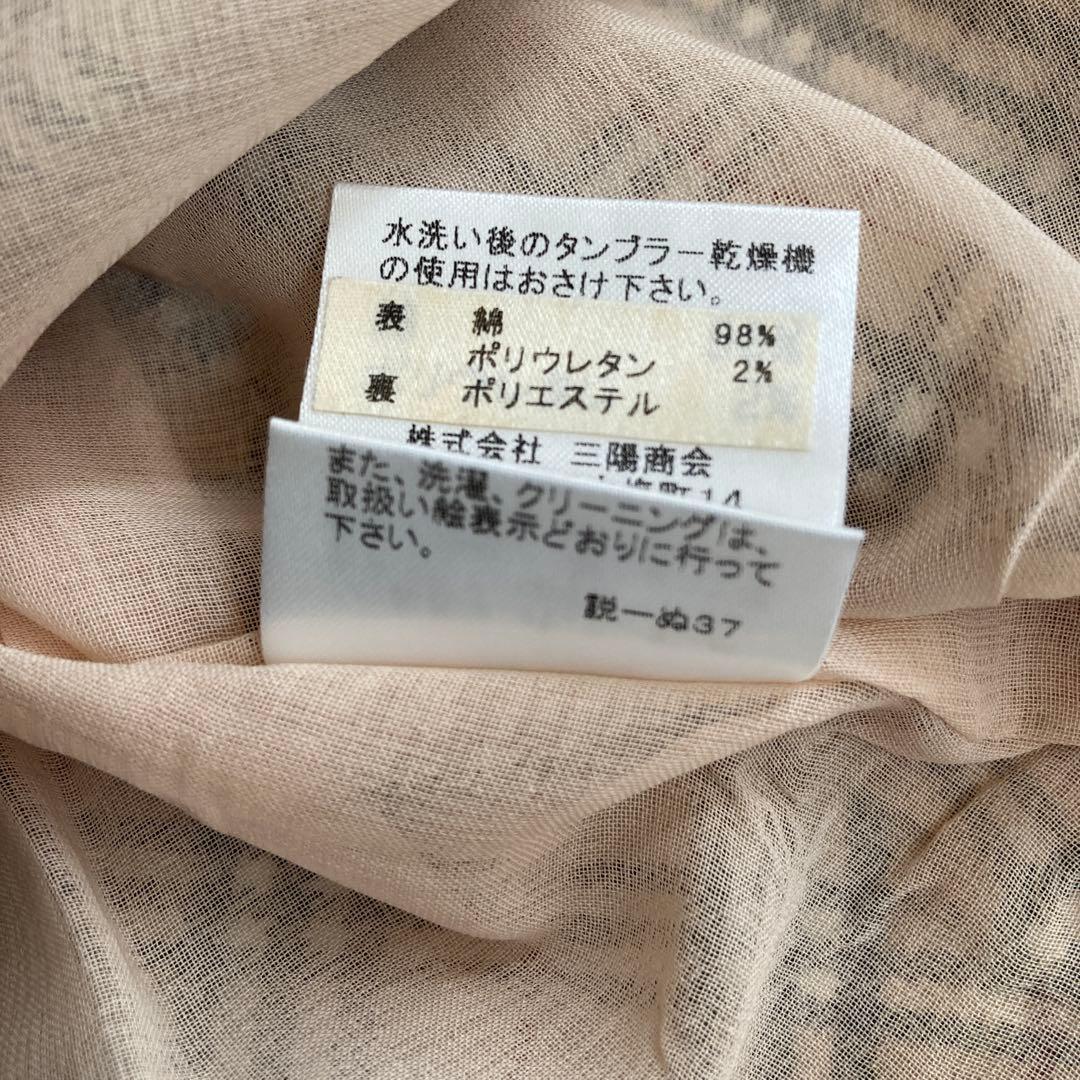 水洗い後のタンブラー乾燥機
の使用はおさけ下さい。
表 綿 98%
ポリウレタン 2%
裏 ポリエステル
株式会社 三陽商会
町14
また、洗濯、クリーニングは、
取扱い絵表示どおりに行って
下さい。
説ーぬ37